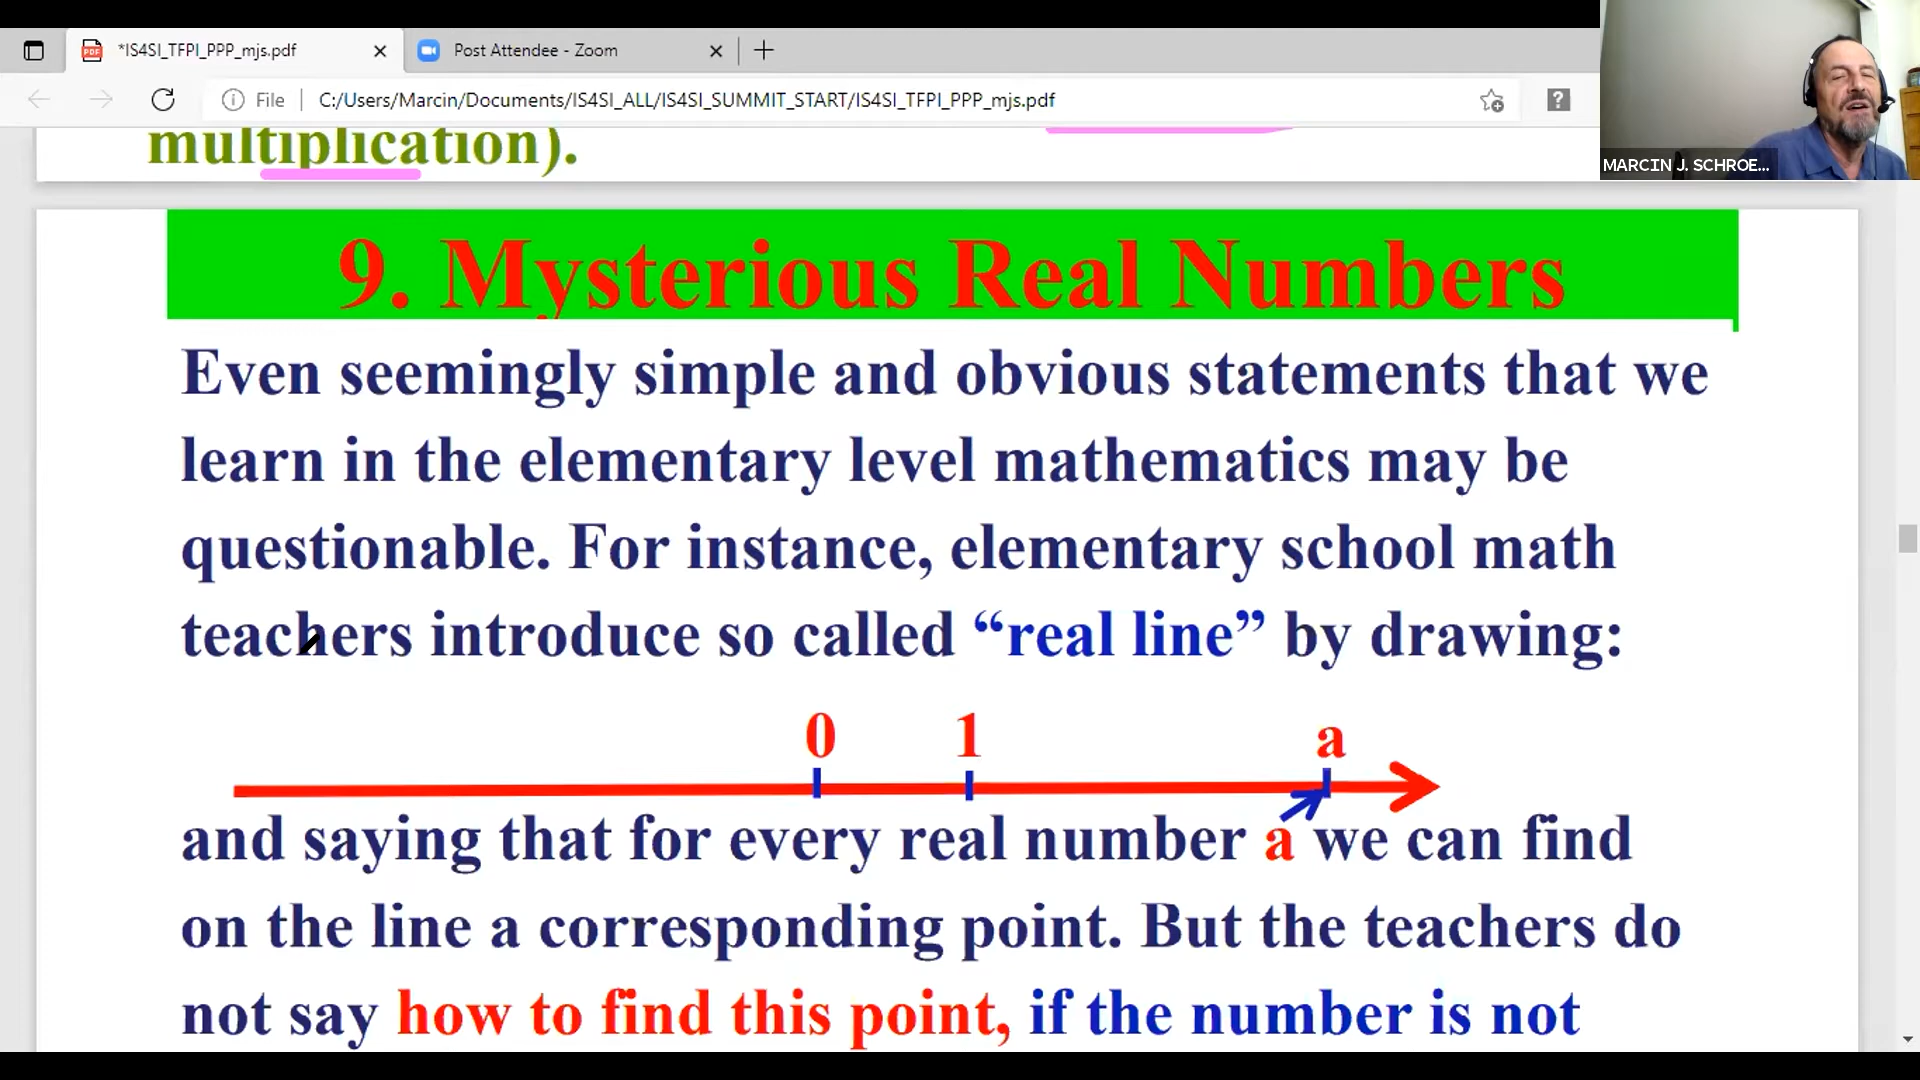 *IS4SI_TFPI_PPP_mjs.pdf
Post Attendee - Zoom
File
C:/Users/Marcin/Documents/IS4SI_ALL/IS4SI_SUMMIT_START/IS4SI_TFPI_PPP_mjs.pdf
MARCIN J. SCHROE...
multiplication).
9. Mysterious Real Numbers
Even seemingly simple and obvious statements that we
learn in the elementary level mathematics may be
questionable. For instance, elementary school math
teachers introduce so called “real line” by drawing:
0 1 a
and saying that for every real number a we can find
on the line a corresponding point. But the teachers do
not say how to find this point, if the number is not